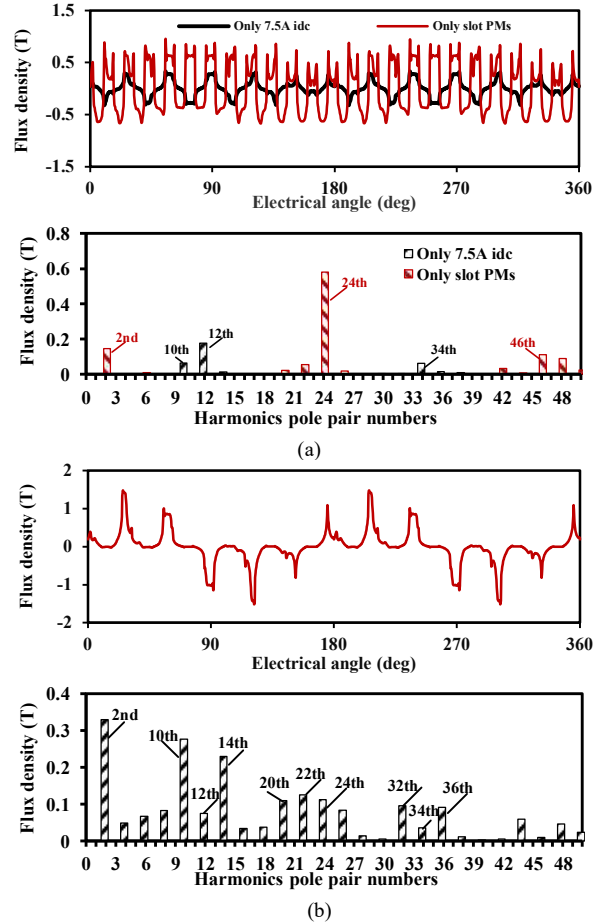 Only 7.5A idc Only slot PMs
Flux density (T)
1.5
0.5
-0.5
-1.5
0 90 180 270 360
Electrical angle (deg)
Flux density (T)
0.8
0.6
0.4
0.2
0
Only 7.5A idc
Only slot PMs
2nd
10th
12th
24th
34th
46th
0 3 6 9 12 15 18 21 24 27 30 33 36 39 42 45 48
Harmonics pole pair numbers
(a)
Flux density (T)
2
1
0
-1
-2
0 90 180 270 360
Electrical angle (deg)
Flux density (T)
0.4
0.3
0.2
0.1
0
2nd
10th
12th
14th
20th
22th
24th
32th
34th
36th
0 3 6 9 12 15 18 21 24 27 30 33 36 39 42 45 48
Harmonics pole pair numbers
(b)